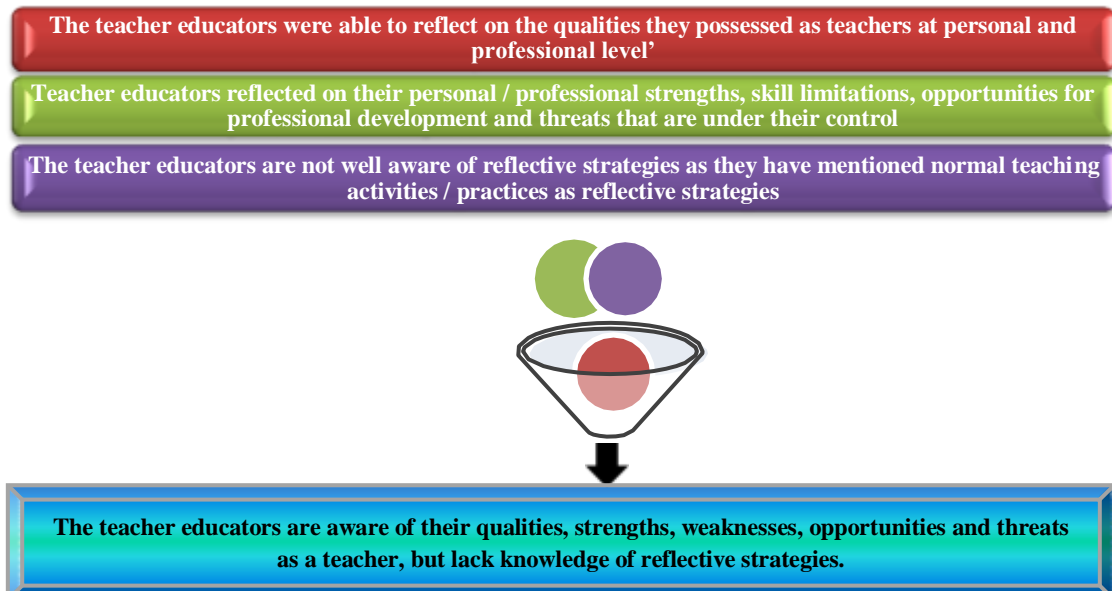 The teacher educators were able to reflect on the qualities they possessed as teachers at personal and
professional level’
Teacher educators reflected on their personal / professional strengths, skill limitations, opportunities for
professional development and threats that are under their control
The teacher educators are not well aware of reflective strategies as they have mentioned normal teaching
activities / practices as reflective strategies
The teacher educators are aware of their qualities, strengths, weaknesses, opportunities and threats
as a teacher, but lack knowledge of reflective strategies.